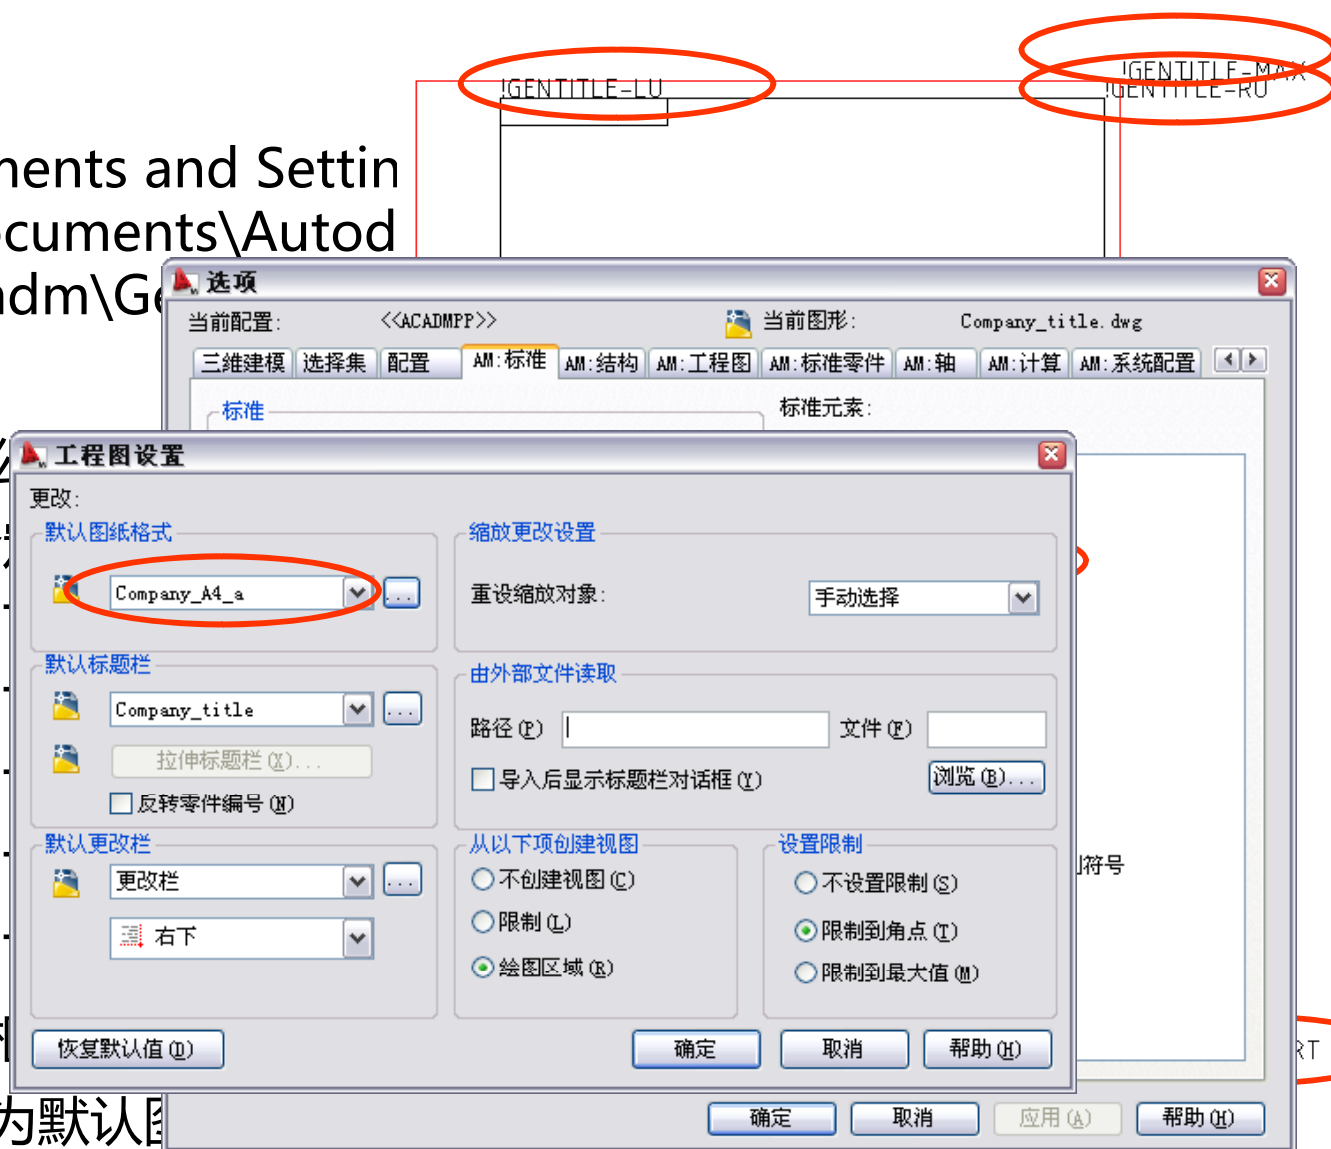 !GENTITLE-MAX
!GENTITLE-LU
!GENTITLE-RU
ments and Settin
ocuments\Autod
adm\Ge
选项
当前配置: <<ACADMPP>> 当前图形: Company_title.dwg
三维建模 选择集 配置 AM:标准 AM:结构 AM:工程图 AM:标准零件 AM:轴 AM:计算 AM:系统配置
标准 标准元素:
工程图设置
更改:
默认图纸格式 缩放更改设置
Company_A4_a ... 重设缩放对象: 手动选择
默认标题栏 由外部文件读取
Company_title ... 路径(P) 文件(F)
拉伸标题栏(X)...
导入后显示标题栏对话框(Y) 浏览(B)...
反转零件编号(N)
默认更改栏 从以下项创建视图 设置限制
更改栏 ... 不创建视图(C) 不设置限制(S)
刂符号
右下 限制(L) 限制到角点(T)
绘图区域(R) 限制到最大值(M)
恢复默认值(D) 确定 取消 帮助(H)
RT
为默认图
确定 取消 应用(A) 帮助(H)